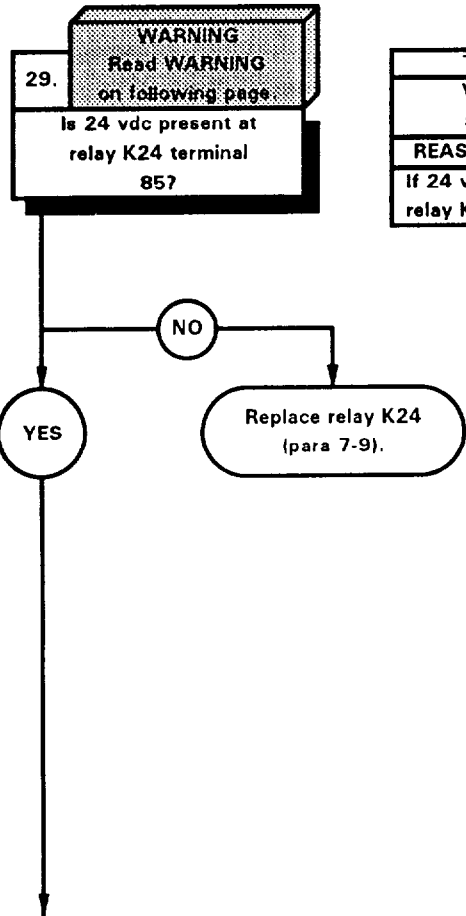 WARNING
29.
Read WARNING
on following page
Is 24 vdc present at
relay K24 terminal
85?
REAS
If 24 v
relay K
NO
YES
Replace relay K24
(para 7-9).